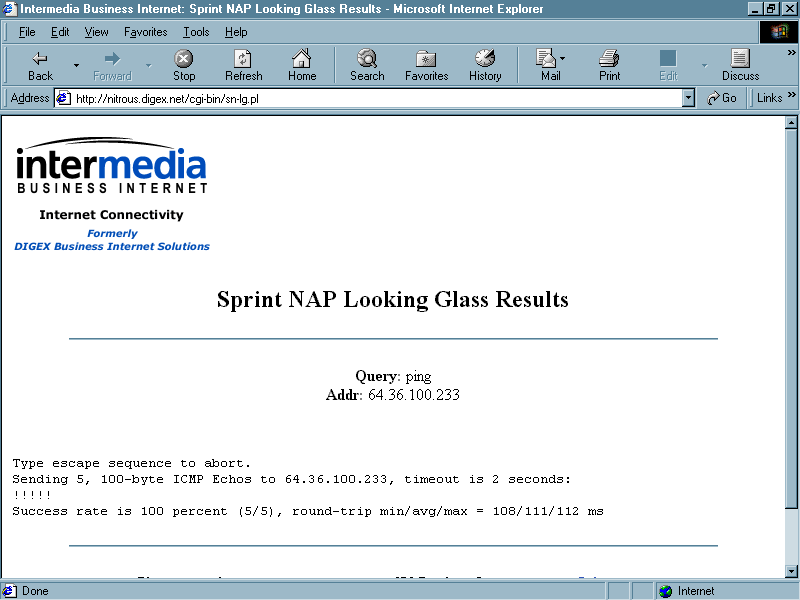 Intermedia Business Internet: Sprint NAP Looking Glass Results - Microsoft Internet Explorer
File Edit View Favorites Tools Help
Back Forward Stop Refresh Home Search Favorites History Mail Print Edit Discuss »
Address http://nitrous.digex.net/cgi-bin/sn-lg.pl Go Links »
intermedia
BUSINESS INTERNET
Internet Connectivity
Formerly
DIGEX Business Internet Solutions
Sprint NAP Looking Glass Results
Query: ping
Addr: 64.36.100.233
Type escape sequence to abort.
Sending 5, 100-byte ICMP Echos to 64.36.100.233, timeout is 2 seconds:
!!!!!
Success rate is 100 percent (5/5), round-trip min/avg/max = 108/111/112 ms
Done Internet